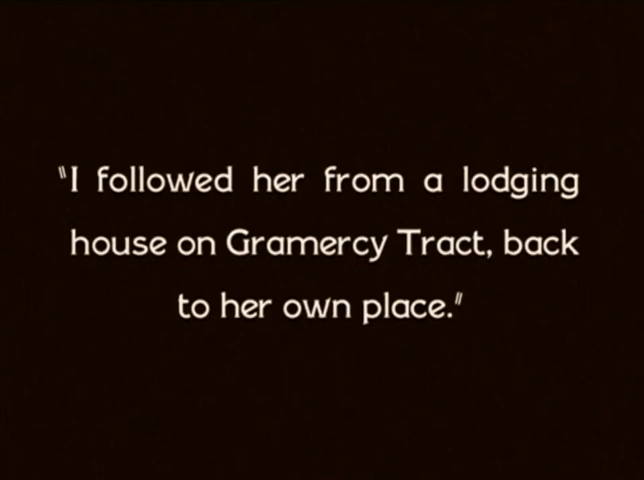 "I followed her from a lodging
house on Gramercy Tract, back
to her own place."